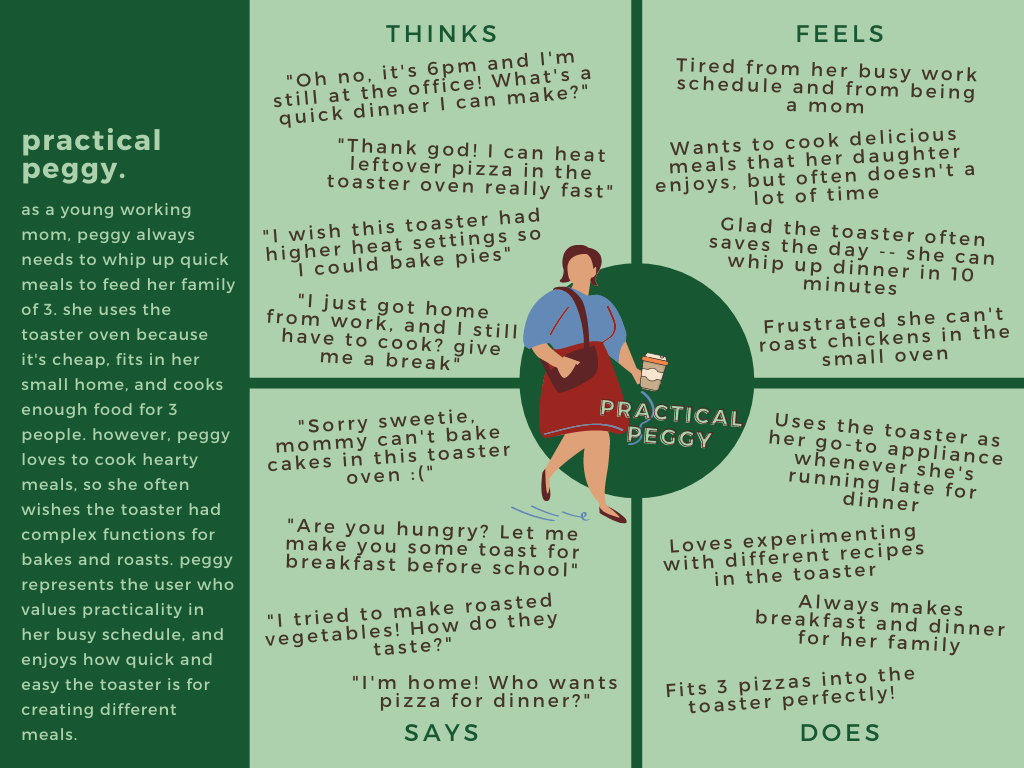 practical
peggy.
as a young working
mom, peggy always
needs to whip up quick
meals to feed her family
of 3. she uses the
toaster oven because
it's cheap, fits in her
small home, and cooks
enough food for 3
people. however, peggy
loves to cook hearty
meals, so she often
wishes the toaster had
complex functions for
bakes and roasts. peggy
represents the user who
values practicality in
her busy schedule, and
enjoys how quick and
easy the toaster is for
creating different
meals.
THINKS
"Oh no, it's 6pm and I'm
still at the office! What's a
quick dinner I can make?"
"Thank god! I can heat
leftover pizza in the
toaster oven really fast"
"I wish this toaster had
higher heat settings so
I could bake pies"
"I just got home
from work, and I still
have to cook? give
me a break"
FEELS
Tired from her busy work
schedule and from being
a mom
Wants to cook delicious
meals that her daughter
enjoys, but often doesn't a
lot of time
Glad the toaster often
saves the day -- she can
whip up dinner in 10
minutes
Frustrated she can't
roast chickens in the
small oven
PRACTICAL
PEGGY
"Sorry sweetie,
mommy can't bake
cakes in this toaster
oven :("
"Are you hungry? Let me
make you some toast for
breakfast before school"
"I tried to make roasted
vegetables! How do they
taste?"
"I'm home! Who wants
pizza for dinner?"
SAYS
Uses the toaster as
her go-to appliance
whenever she's
running late for
dinner
Loves experimenting
with different recipes
in the toaster
Always makes
breakfast and dinner
for her family
Fits 3 pizzas into the
toaster perfectly!
DOES